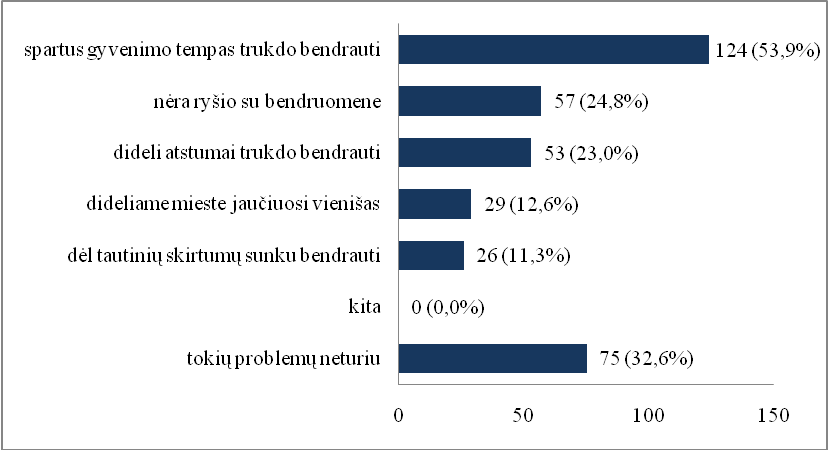 spartus gyvenimo tempas trukdo bendrauti 124 (53,9%)
nėra ryšio su bendruomene 57 (24,8%)
dideli atstumai trukdo bendrauti 53 (23,0%)
dideliame mieste jaučiuosi vienišas 29 (12,6%)
dėl tautinių skirtumų sunku bendrauti 26 (11,3%)
kita 0 (0,0%)
tokių problemų neturiu 75 (32,6%)
0 50 100 150